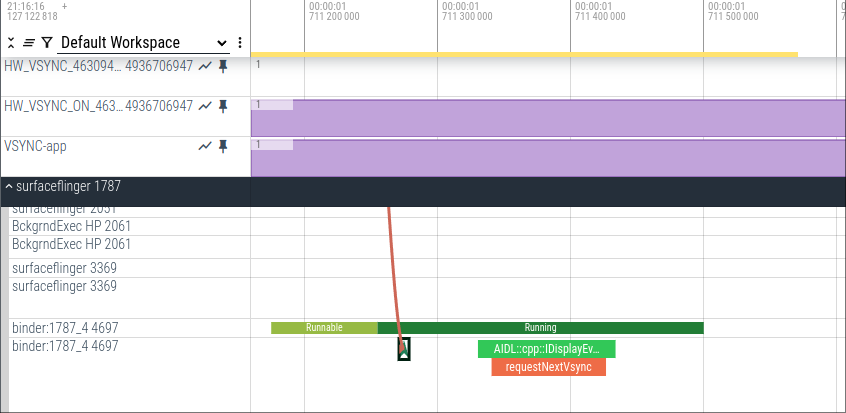 21:16:16 +
127 122 818
00:00:01
711 200 000
00:00:01
711 300 000
00:00:01
711 400 000
00:00:01
711 500 000
Default Workspace
HW_VSYNC_463094... 4936706947
1
HW_VSYNC_ON_463... 4936706947
1
VSYNC-app
1
surfaceflinger 1787
surfaceflinger 2051
BckgrndExec HP 2061
BckgrndExec HP 2061
surfaceflinger 3369
surfaceflinger 3369
binder:1787_4 4697
Runnable
Running
binder:1787_4 4697
AIDL::cpp::IDisplayEv...
requestNextVsync